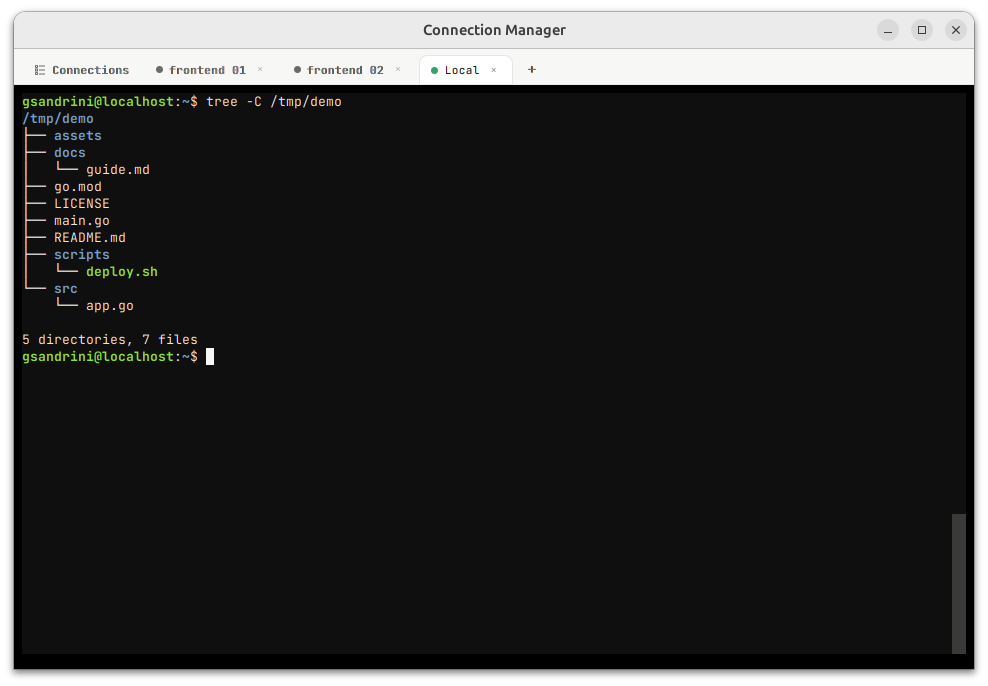 Connection Manager
Connections frontend 01 × frontend 02 × Local × +
gsandrini@localhost:~$ tree -C /tmp/demo
/tmp/demo
├── assets
├── docs
│   └── guide.md
├── go.mod
├── LICENSE
├── main.go
├── README.md
├── scripts
│   └── deploy.sh
└── src
    └── app.go
5 directories, 7 files
gsandrini@localhost:~$